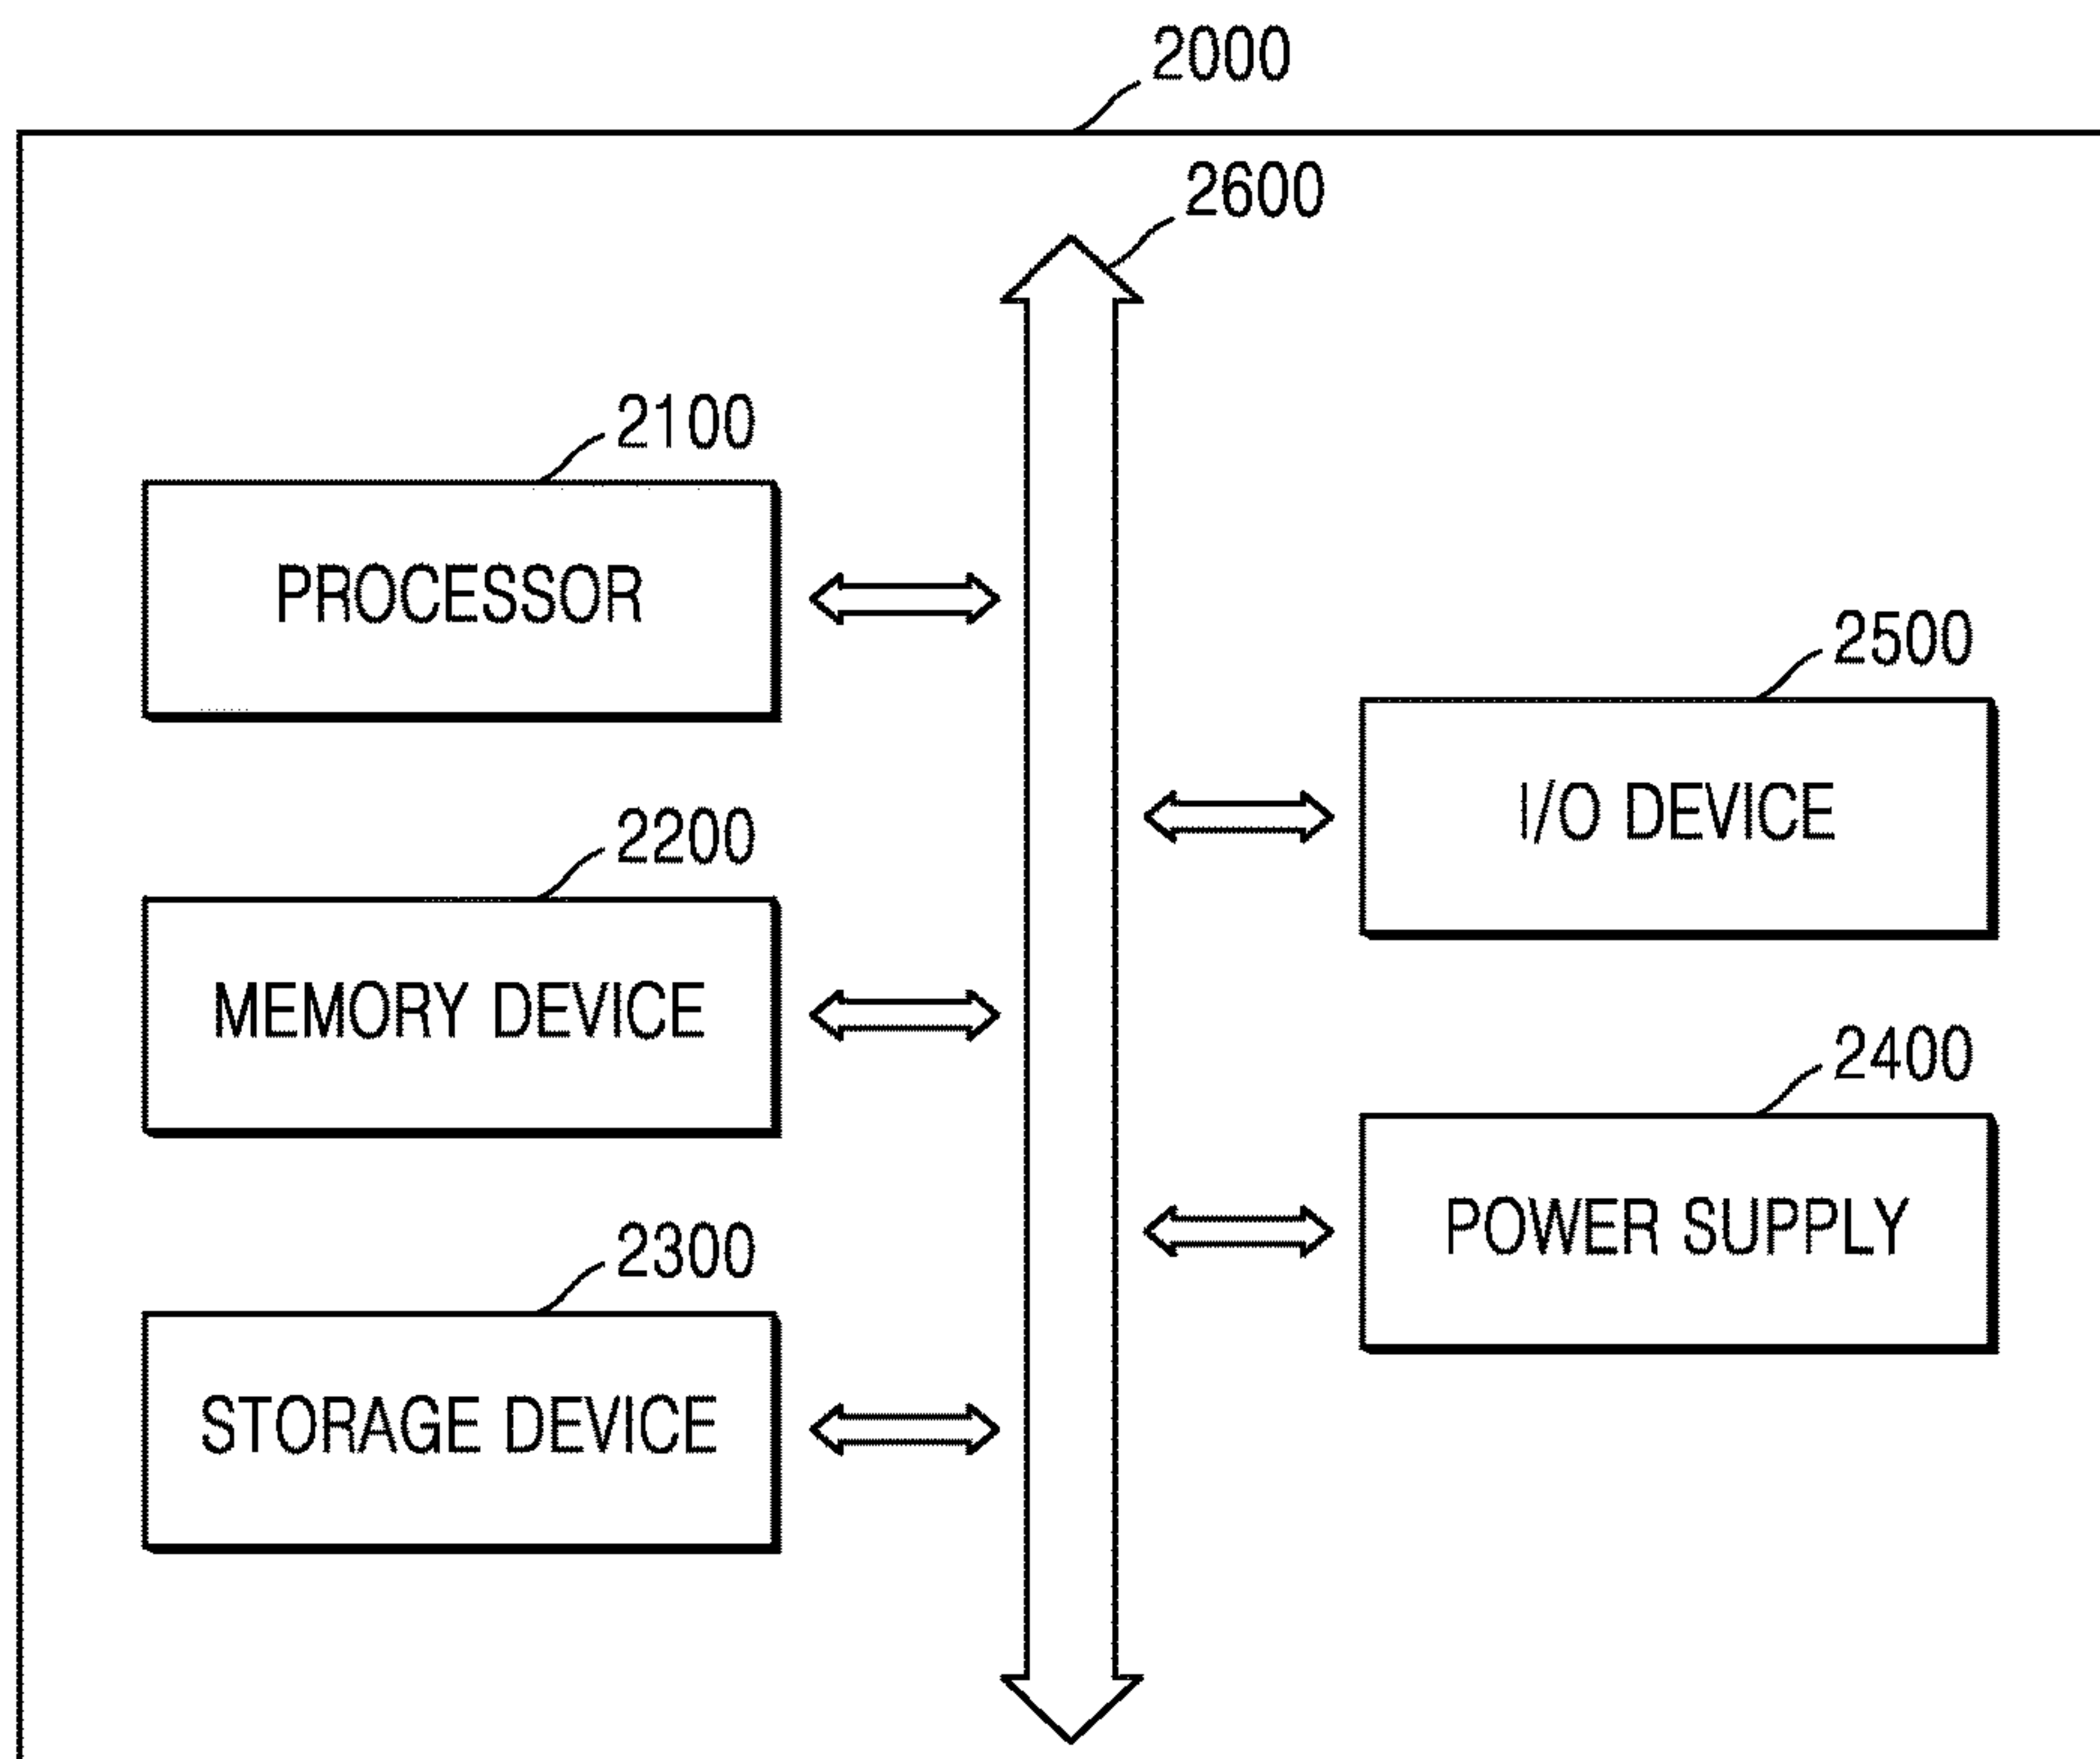 2000
2600
2100
PROCESSOR
2500
I/O DEVICE
2200
MEMORY DEVICE
2400
POWER SUPPLY
2300
STORAGE DEVICE